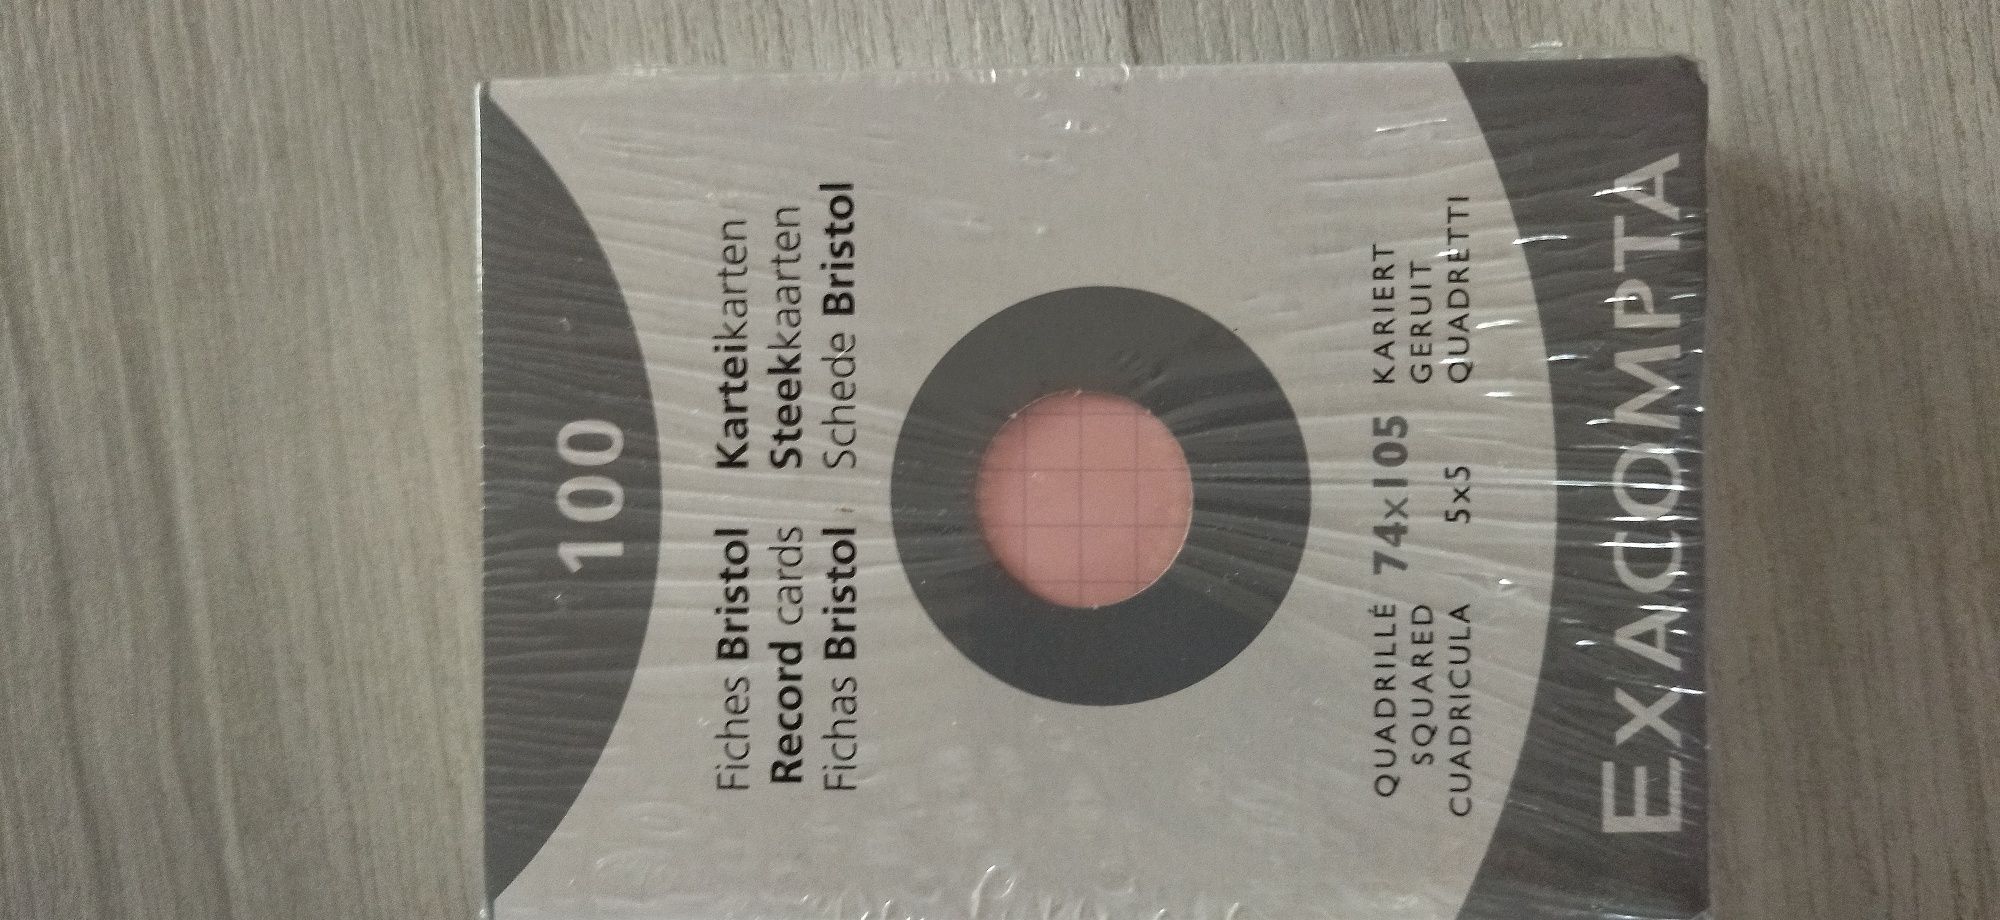 100
Fiches Bristol Karteikarten
Record cards Steekkaarten
Fichas Bristol Schede Bristol
QUADRILLÉ 74x105 KARIERT
SQUARED GERUIT
CUADRICULA 5x5 QUADRETTI
EXACOMPTA